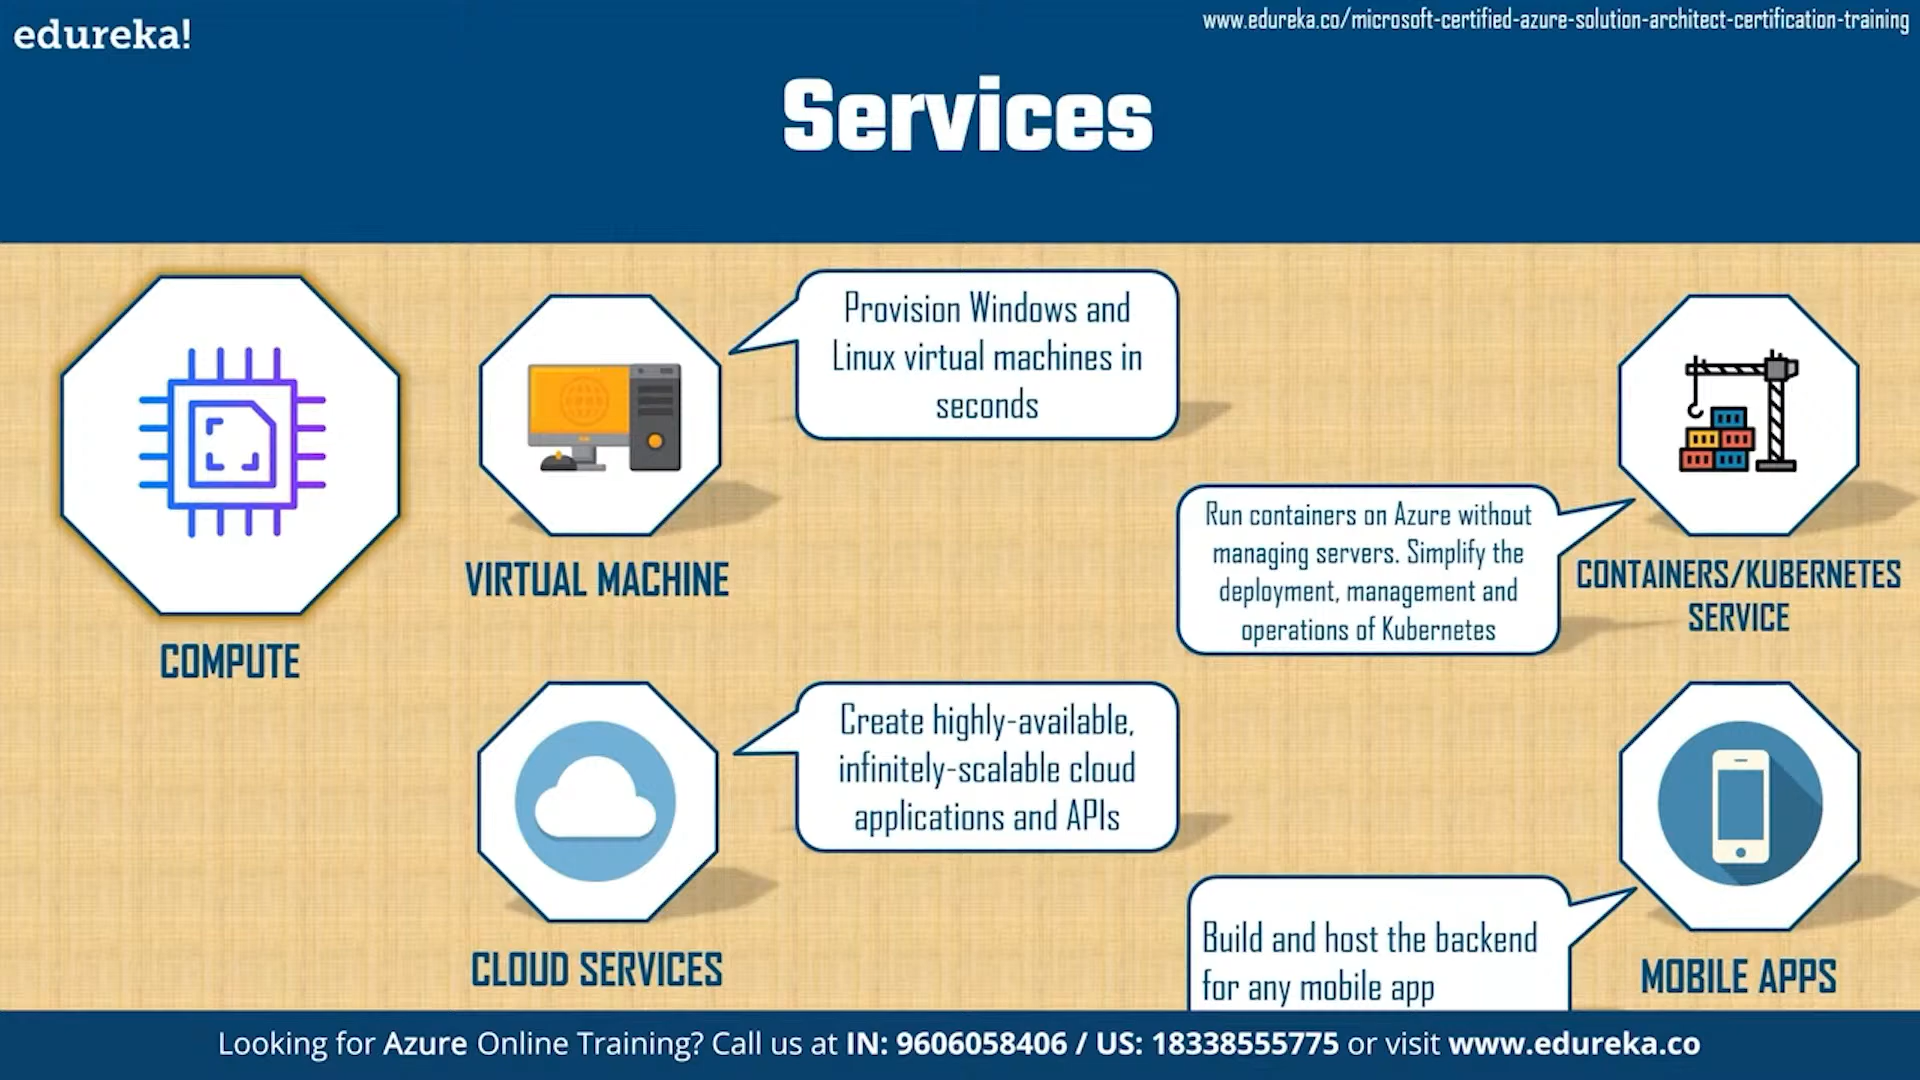 edureka!
www.edureka.co/microsoft-certified-azure-solution-architect-certification-training
Services
Provision Windows and
Linux virtual machines in
seconds
VIRTUAL MACHINE
COMPUTE
Run containers on Azure without
managing servers. Simplify the
deployment, management and
operations of Kubernetes
CONTAINERS/KUBERNETES
SERVICE
Create highly-available,
infinitely-scalable cloud
applications and APIs
CLOUD SERVICES
Build and host the backend
for any mobile app
MOBILE APPS
Looking for Azure Online Training? Call us at IN: 9606058406 / US: 18338555775 or visit www.edureka.co